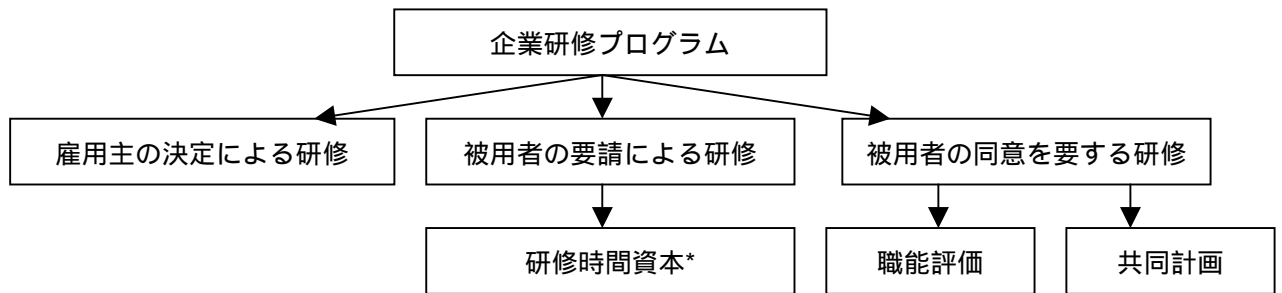 企業研修プログラム
雇用主の決定による研修
被用者の要請による研修
被用者の同意を要する研修
研修時間資本*
職能評価
共同計画